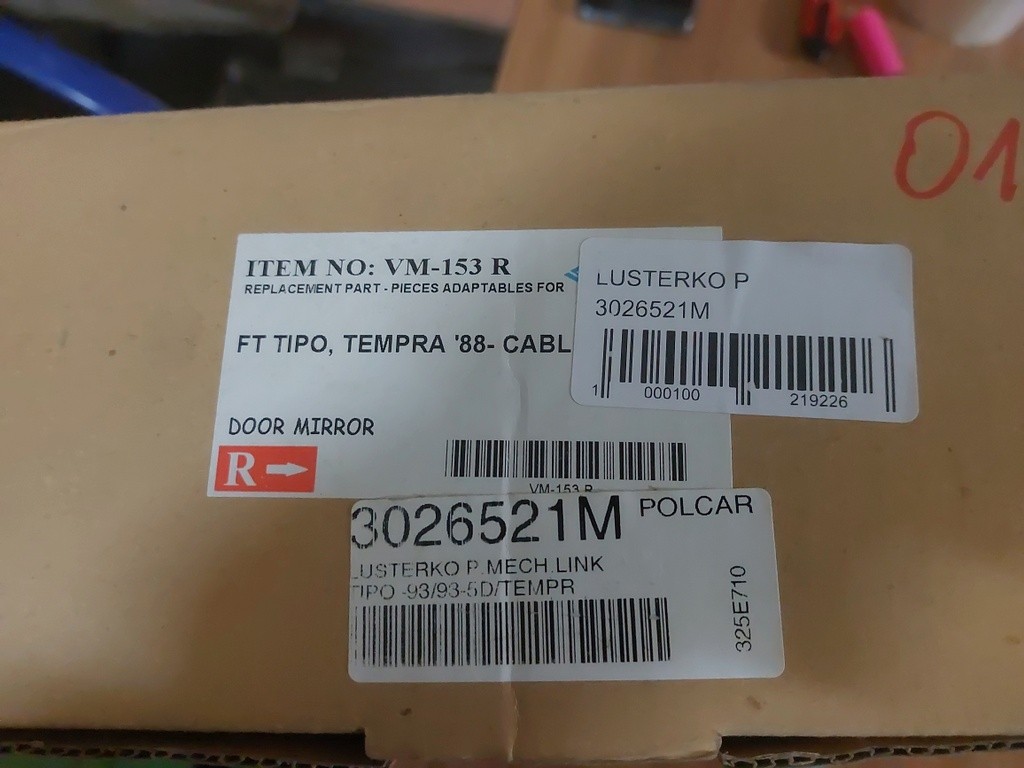 01
ITEM NO: VM-153 R
REPLACEMENT PART - PIECES ADAPTABLES FOR
FT TIPO, TEMPRA '88- CABL
DOOR MIRROR
R
VM-153 R
LUSTERKO P
3026521M
1 000100 219226
3026521M POLCAR
LUSTERKO P.MECH.LINK
TIPO -93/93-5D/TEMPR
325E710